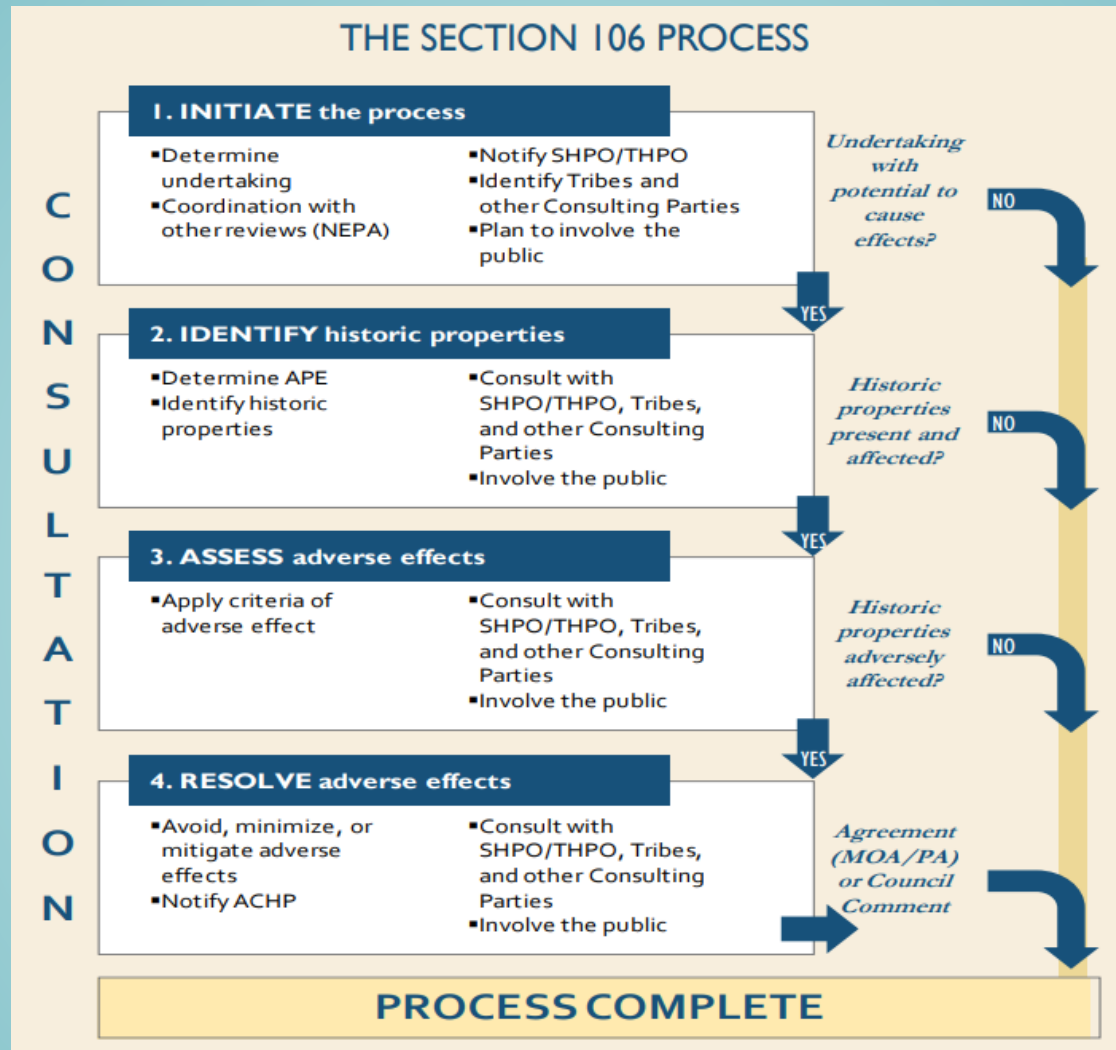 THE SECTION 106 PROCESS
CONSULTATION
1. INITIATE the process
▪Determine
undertaking
▪Coordination with
other reviews (NEPA)
▪Notify SHPO/THPO
▪Identify Tribes and
other Consulting Parties
▪Plan to involve the
public
Undertaking
with
potential to
cause
effects?
NO
YES
2. IDENTIFY historic properties
▪Determine APE
▪Identify historic
properties
▪Consult with
SHPO/THPO, Tribes,
and other Consulting
Parties
▪Involve the public
Historic
properties
present and
affected?
NO
YES
3. ASSESS adverse effects
▪Apply criteria of
adverse effect
▪Consult with
SHPO/THPO, Tribes,
and other Consulting
Parties
▪Involve the public
Historic
properties
adversely
affected?
NO
YES
4. RESOLVE adverse effects
▪Avoid, minimize, or
mitigate adverse
effects
▪Notify ACHP
▪Consult with
SHPO/THPO, Tribes,
and other Consulting
Parties
▪Involve the public
Agreement
(MOA/PA)
or Council
Comment
PROCESS COMPLETE